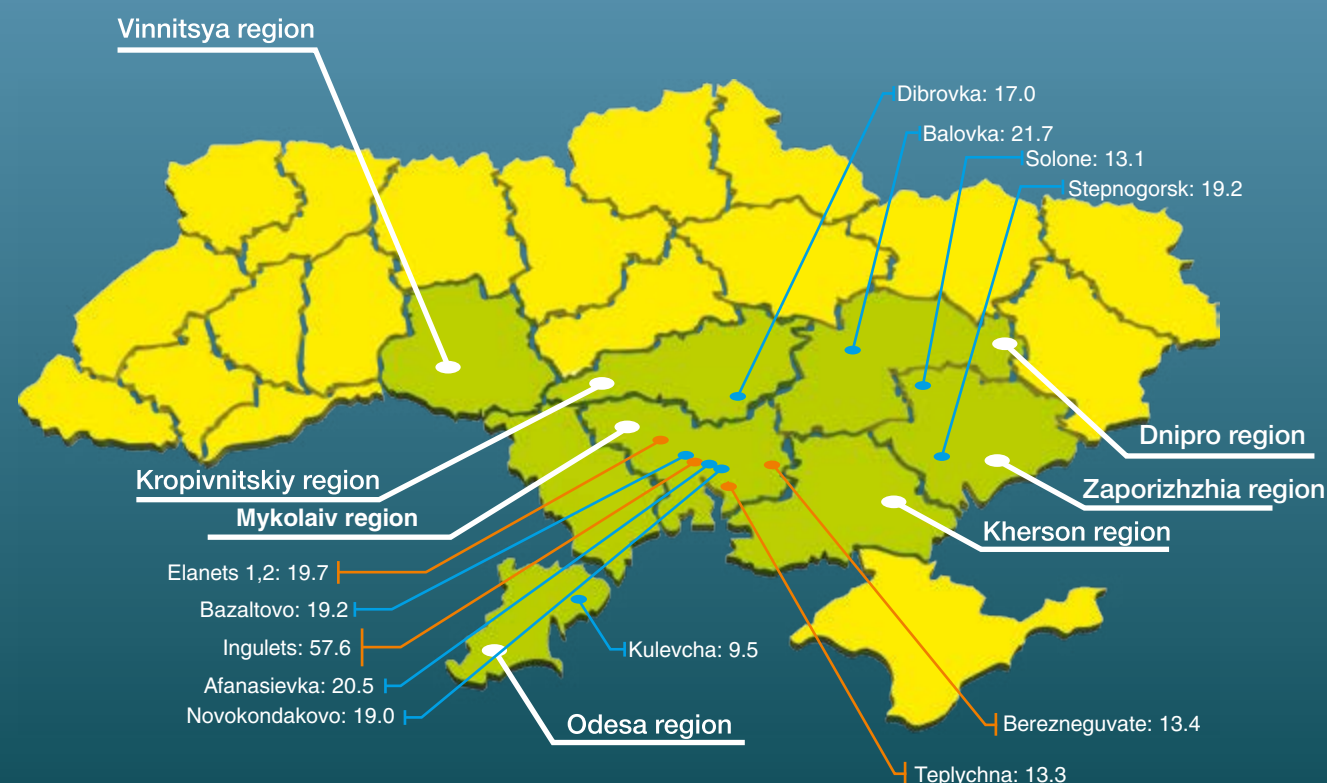 Vinnitsya region
Dibrovka: 17.0
Balovka: 21.7
Solone: 13.1
Stepnogorsk: 19.2
Dnipro region
Kropivnitskiy region
Zaporizhzhia region
Mykolaiv region
Kherson region
Elanets 1,2: 19.7
Bazaltovo: 19.2
Ingulets: 57.6
Kulevcha: 9.5
Afanasievka: 20.5
Novokondakovo: 19.0
Odesa region
Berezneguvate: 13.4
Teplychna: 13.3